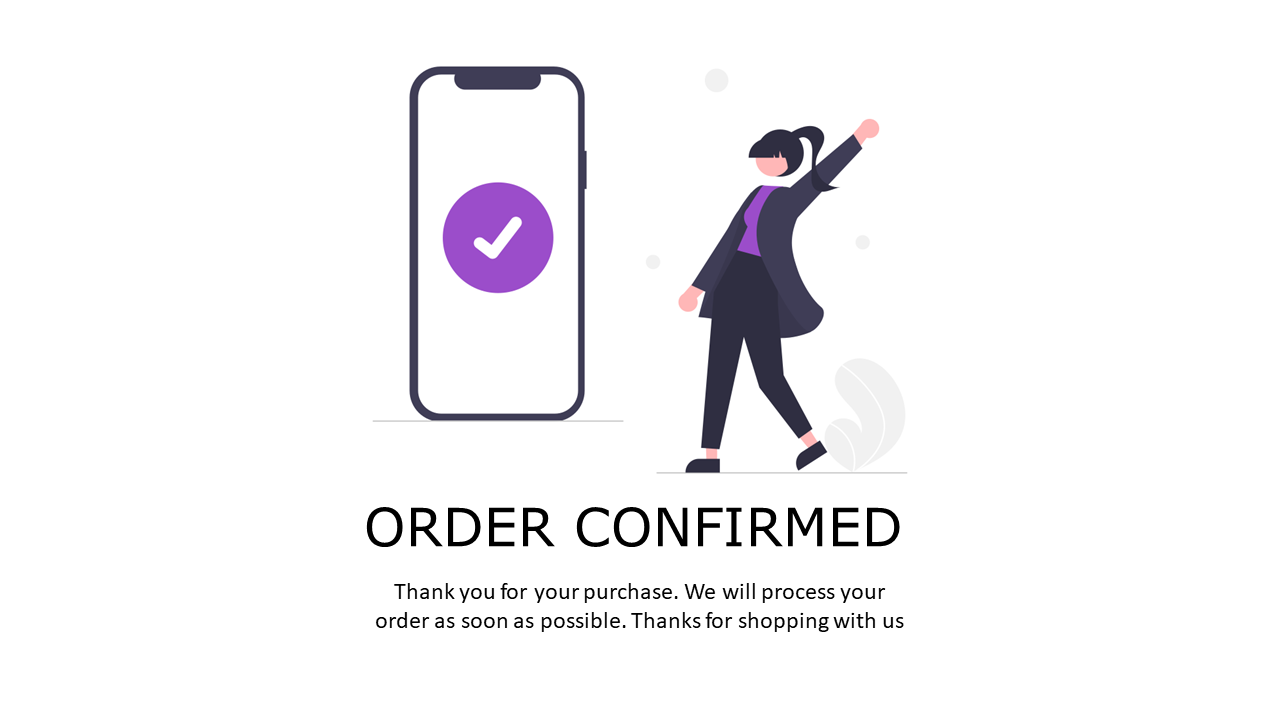 ORDER CONFIRMED
Thank you for your purchase. We will process your
order as soon as possible. Thanks for shopping with us